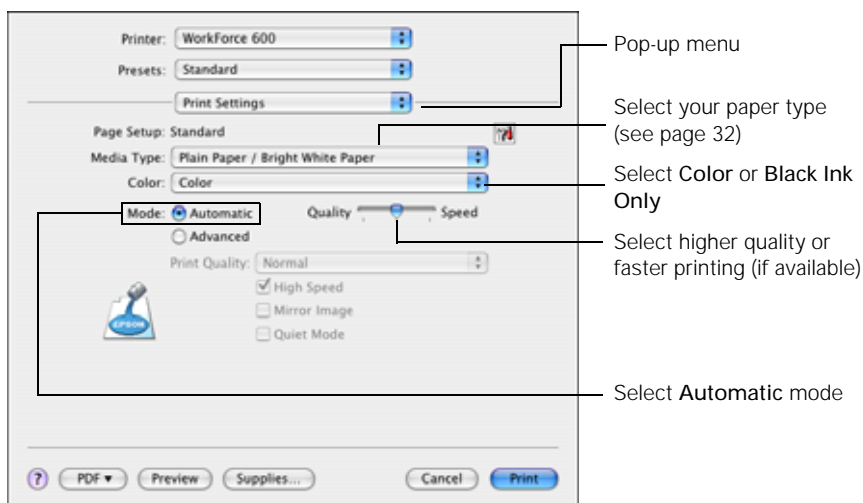 Printer: WorkForce 600
Presets: Standard
Print Settings
Page Setup: Standard
Media Type: Plain Paper / Bright White Paper
Color: Color
Mode: Automatic Quality Speed
Advanced
Print Quality: Normal
High Speed
Mirror Image
Quiet Mode
EPSON
? PDF Preview Supplies... Cancel Print
Pop-up menu
Select your paper type
(see page 32)
Select Color or Black Ink
Only
Select higher quality or
faster printing (if available)
Select Automatic mode